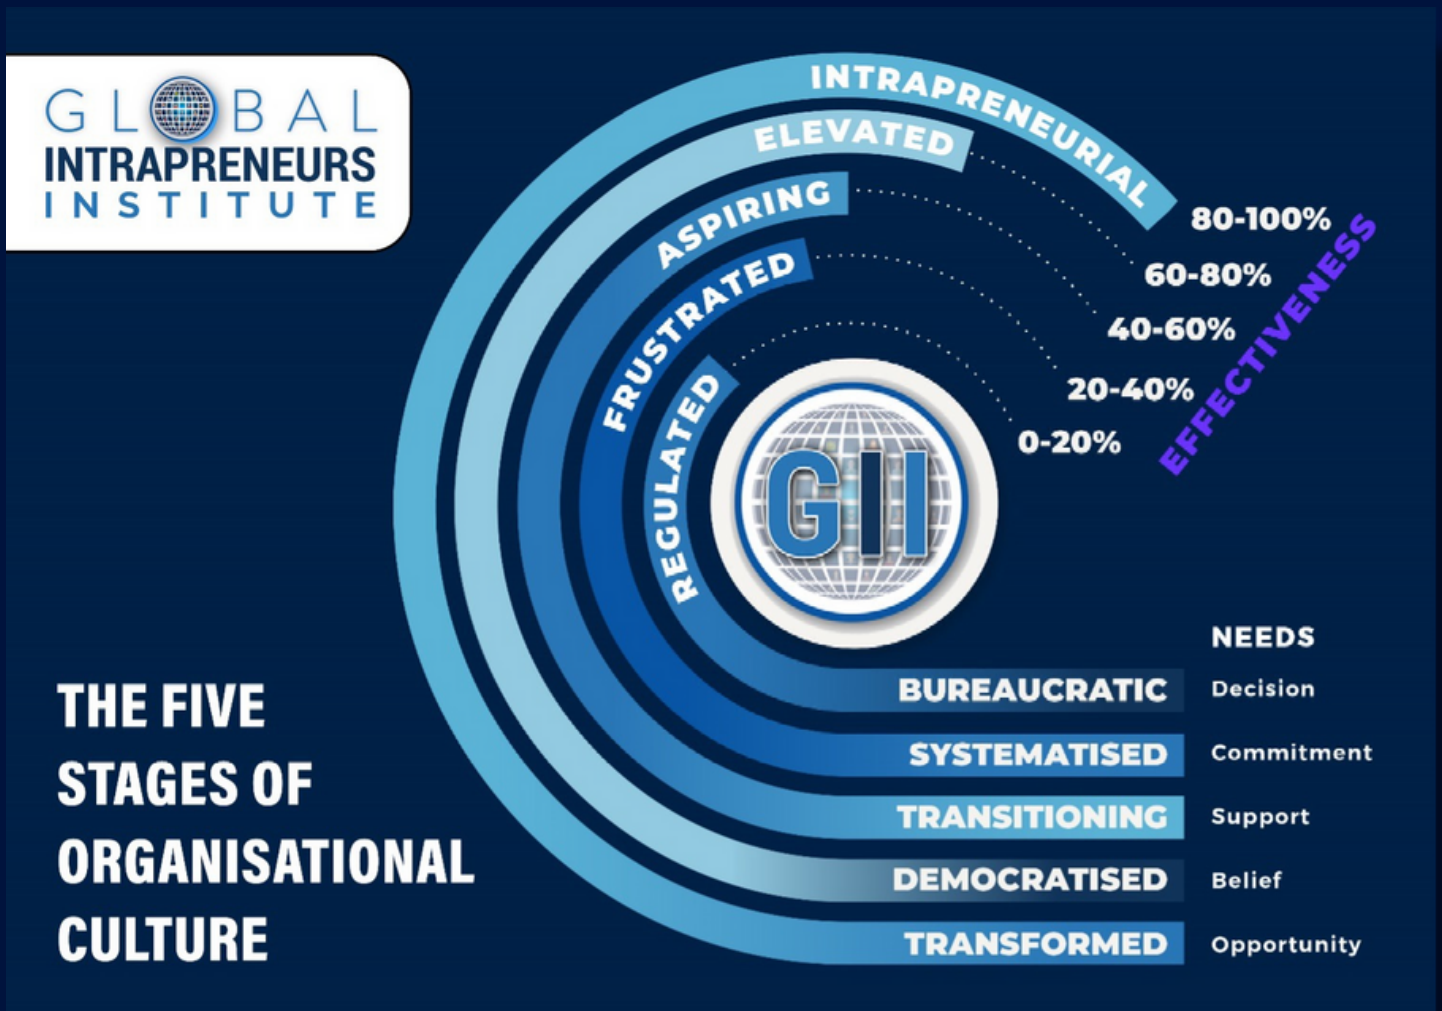 GLOBAL
INTRAPRENEURS
INSTITUTE
INTRAPRENEURIAL
ELEVATED
ASPIRING
FRUSTRATED
REGULATED
80-100%
60-80%
40-60%
20-40%
0-20%
EFFECTIVENESS
GII
THE FIVE
STAGES OF
ORGANISATIONAL
CULTURE
NEEDS
BUREAUCRATIC Decision
SYSTEMATISED Commitment
TRANSITIONING Support
DEMOCRATISED Belief
TRANSFORMED Opportunity